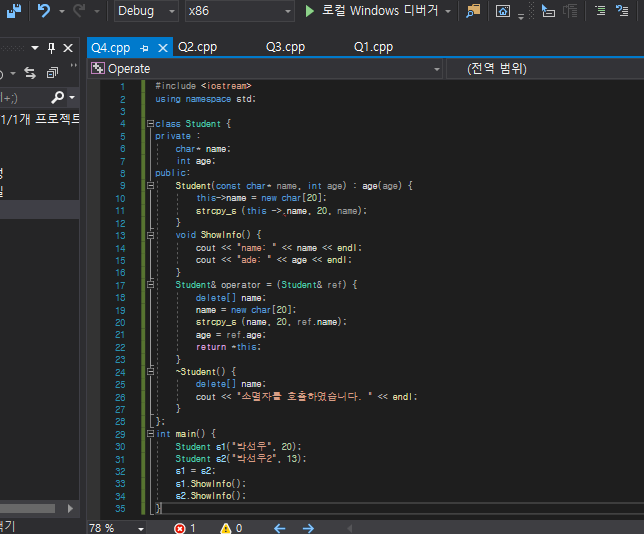 Debug x86 로컬 Windows 디버거
Q4.cpp Q2.cpp Q3.cpp Q1.cpp
Operate (전역 범위)
+;)
1/1개 프로젝트
1 #include <iostream>
2 using namespace std;
3
4 class Student {
5 private :
6 char* name;
7 int age;
8 public:
9 Student(const char* name, int age) : age(age) {
10 this->name = new char[20];
11 strcpy_s (this ->.name, 20, name);
12 }
13 void ShowInfo() {
14 cout << "name: " << name << endl;
15 cout << "ade: " << age << endl;
16 }
17 Student& operator = (Student& ref) {
18 delete[] name;
19 name = new char[20];
20 strcpy_s (name, 20, ref.name);
21 age = ref.age;
22 return *this;
23 }
24 ~Student() {
25 delete[] name;
26 cout << "소멸자를 호출하였습니다. " << endl;
27 }
28 };
29 int main() {
30 Student s1("박선우", 20);
31 Student s2("박선우2", 13);
32 s1 = s2;
33 s1.ShowInfo();
34 s2.ShowInfo();
35 }
78 % 1 0